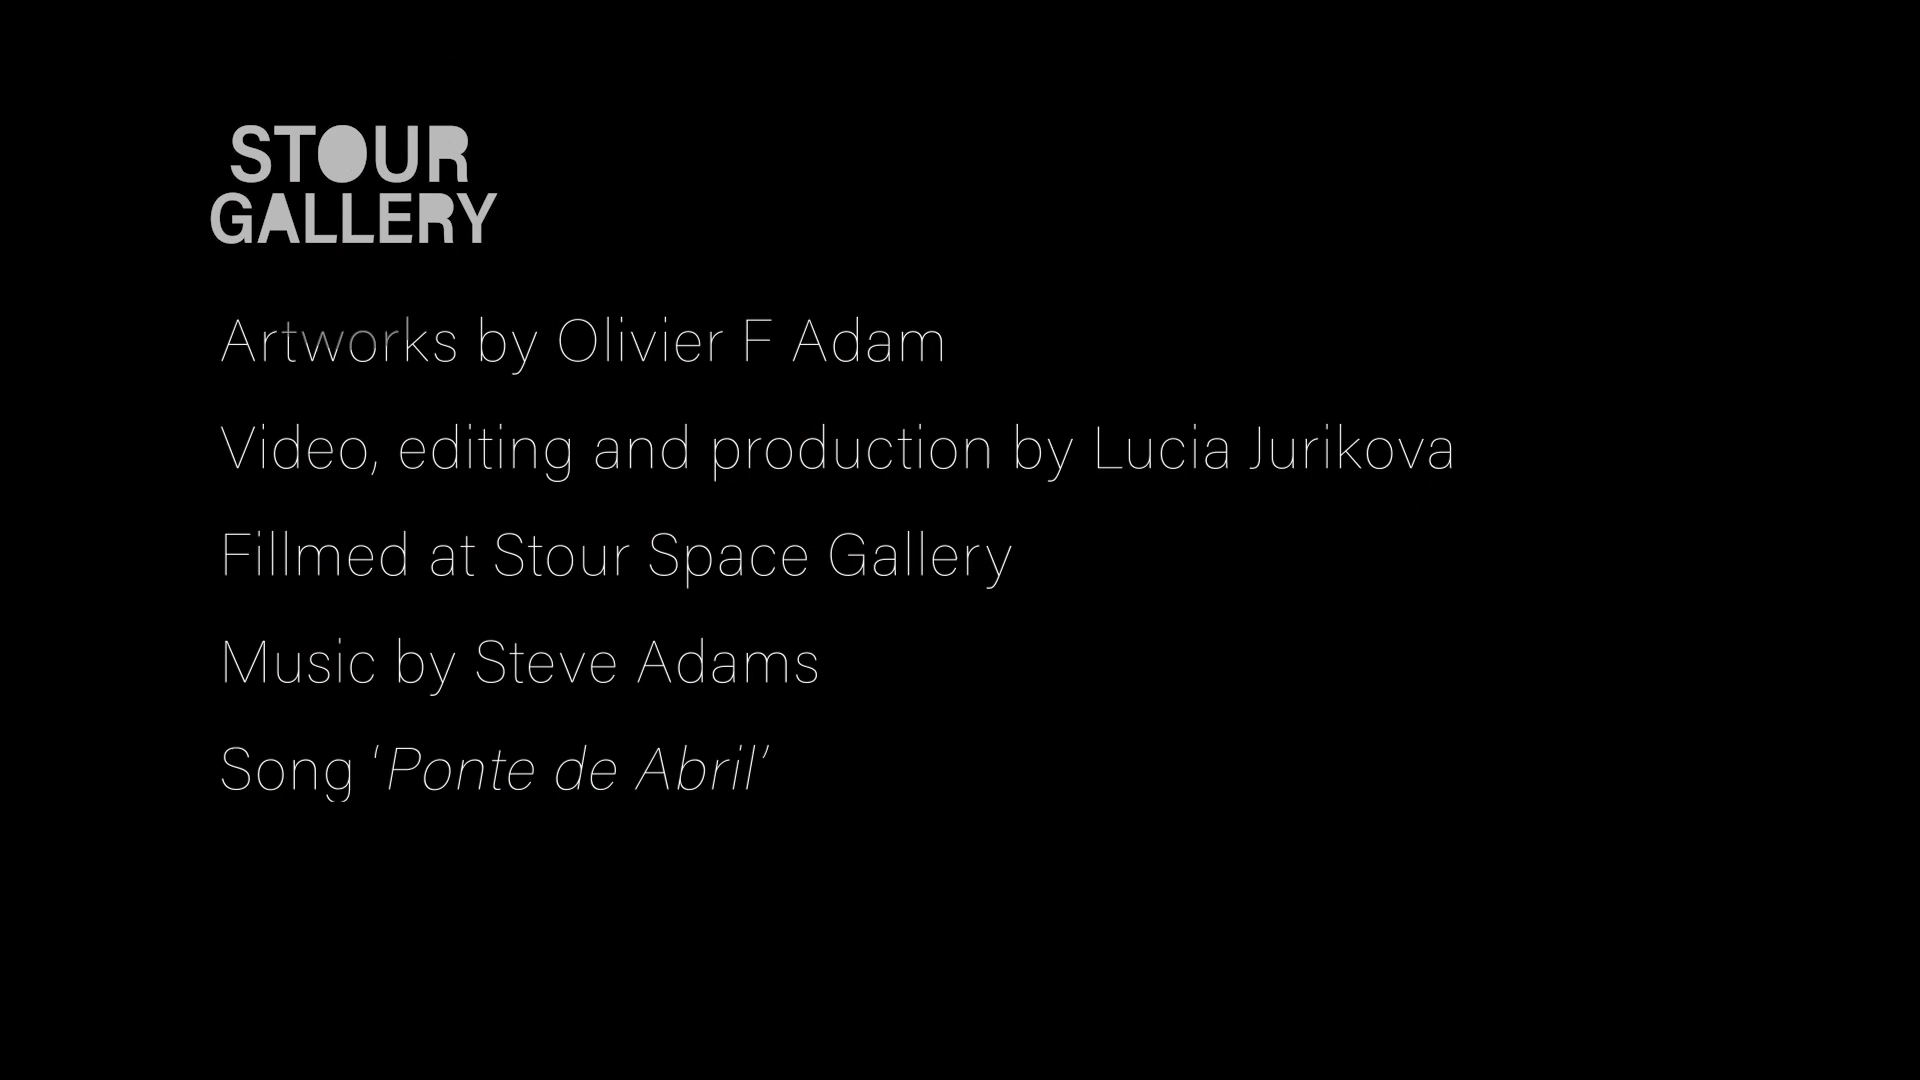 STOUR
GALLERY
Artworks by Olivier F Adam
Video, editing and production by Lucia Jurikova
Fillmed at Stour Space Gallery
Music by Steve Adams
Song ‘Ponte de Abril’